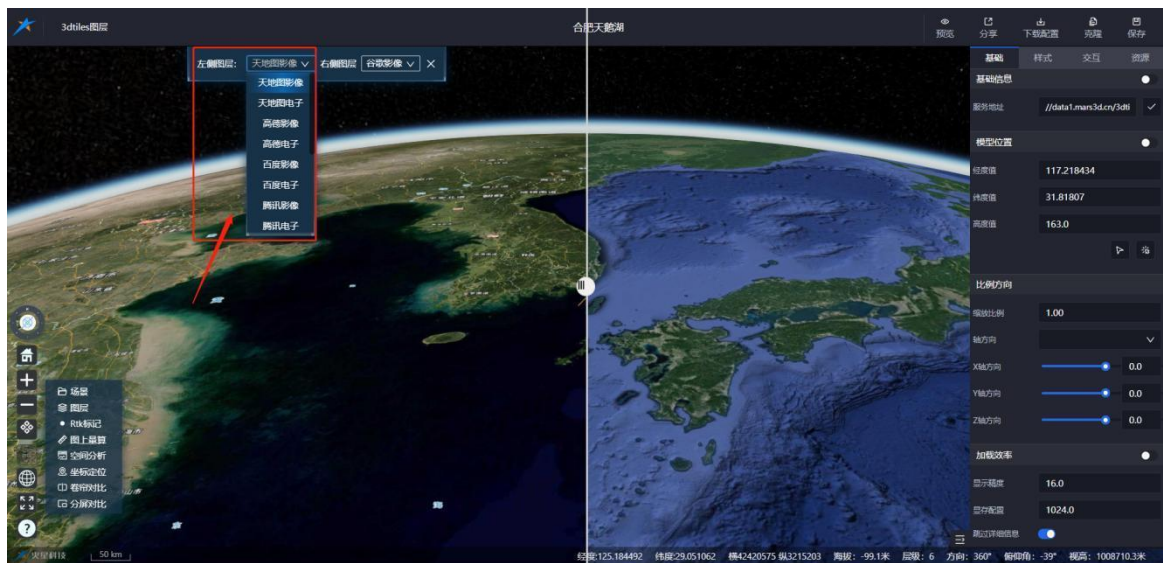 3dtiles图层
合肥天鹅湖
预览
分享
下载配置
克隆
保存
左侧图层: 天地图影像 右侧图层 谷歌影像
天地图影像
天地图电子
高德影像
高德电子
百度影像
百度电子
腾讯影像
腾讯电子
基础 样式 交互 资源
基础信息
服务地址 //data1.mars3d.cn/3dti
模型位置
经度值 117.218434
纬度值 31.81807
高度值 163.0
比例方向
缩放比例 1.00
轴方向
X轴方向 0.0
Y轴方向 0.0
Z轴方向 0.0
加载效率
显示精度 16.0
显存配置 1024.0
跳过详细信息
场景
图层
Rtk标记
图上量算
空间分析
坐标定位
卷帘对比
分屏对比
火星科技
50 km
经度:125.184492 纬度:29.051062 横42420575 纵3215203 海拔: -99.1米 层级: 6 方向: 360° 俯仰角: -39° 视高: 1008710.3米